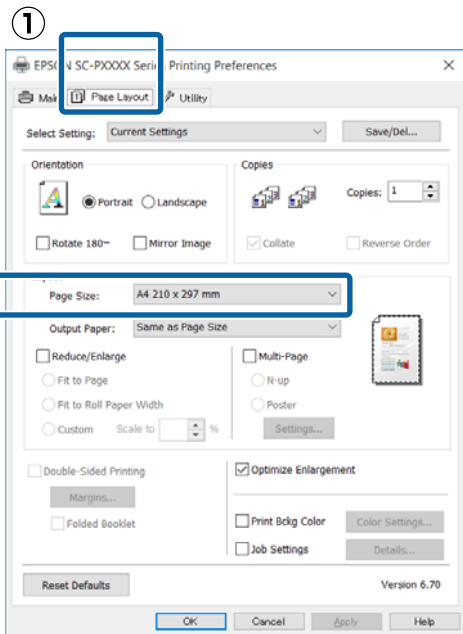 ①
EPSON SC-PXXXX Series Printing Preferences
Main Page Layout Utility
Select Setting: Current Settings Save/Del...
Orientation Copies
Portrait Landscape Copies: 1
Rotate 180° Mirror Image Collate Reverse Order
Page Size: A4 210 x 297 mm
Output Paper: Same as Page Size
Reduce/Enlarge Multi-Page
Fit to Page N-up
Fit to Roll Paper Width Poster
Custom Scale to % Settings...
Double-Sided Printing Optimize Enlargement
Margins...
Folded Booklet Print Bckg Color Color Settings...
Job Settings Details...
Reset Defaults Version 6.70
OK Cancel Apply Help